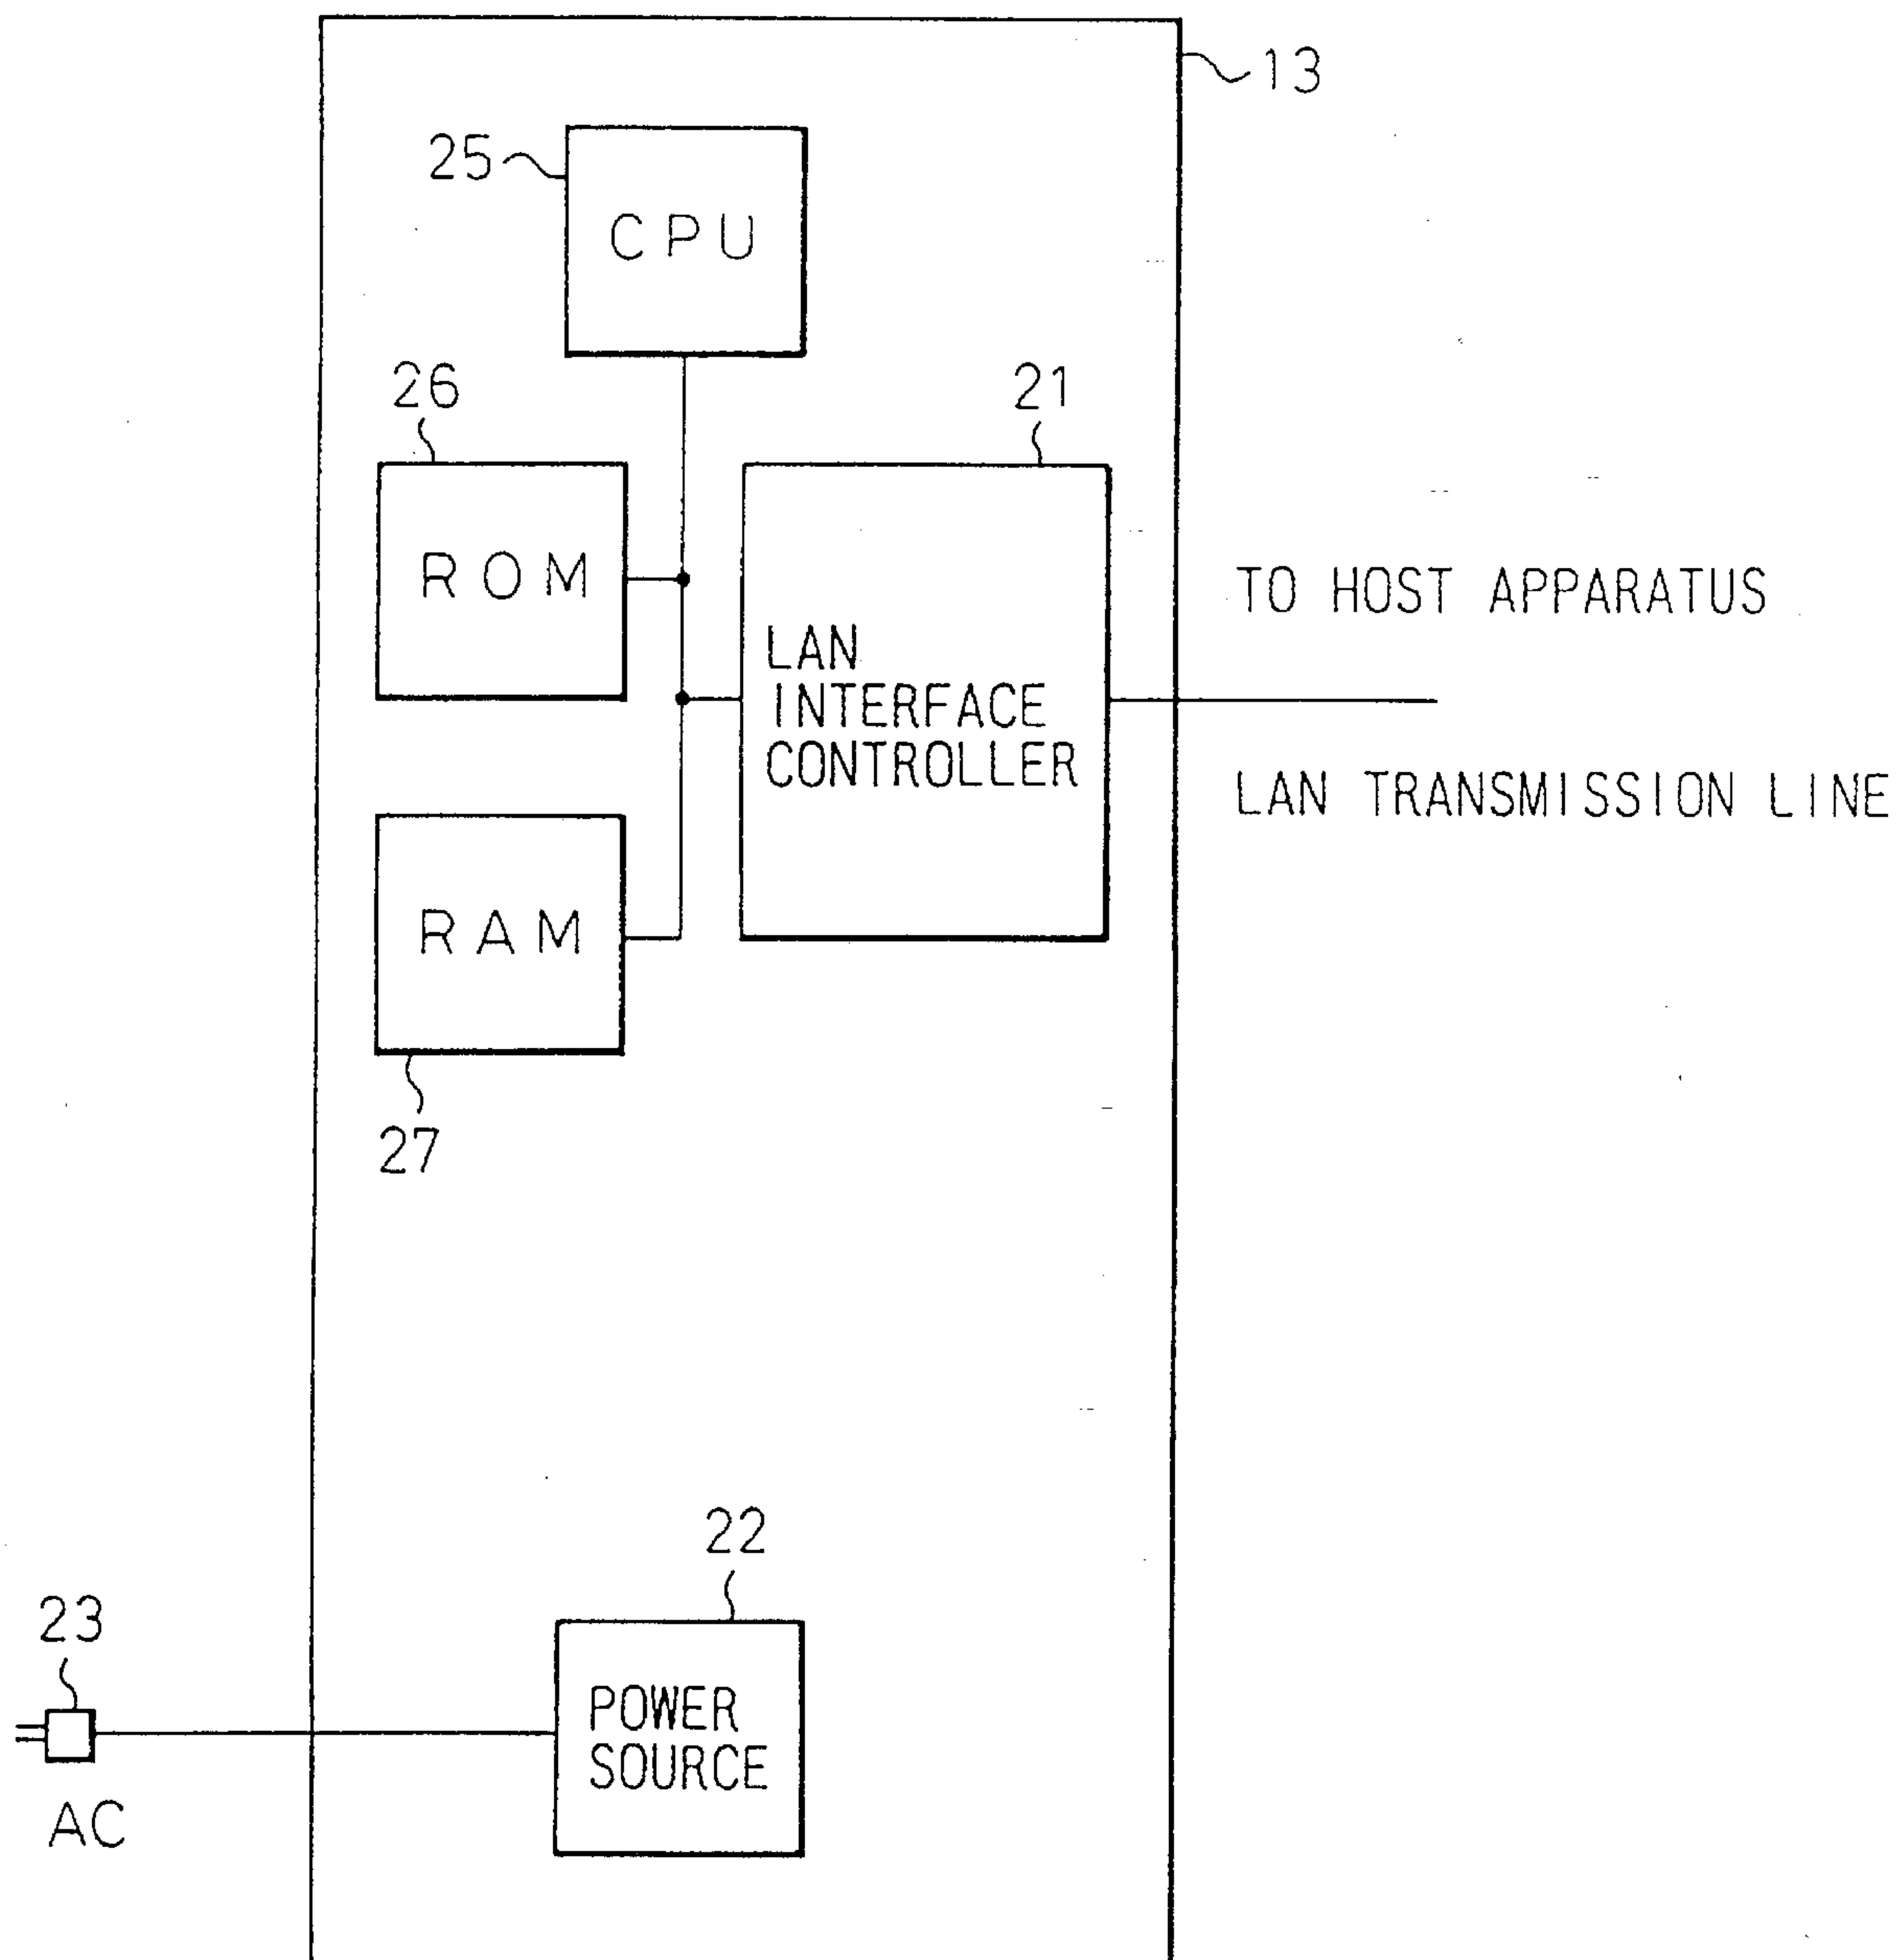 13
25
CPU
26
21
ROM
TO HOST APPARATUS
LAN
INTERFACE
CONTROLLER
LAN TRANSMISSION LINE
RAM
27
22
23
POWER
SOURCE
AC